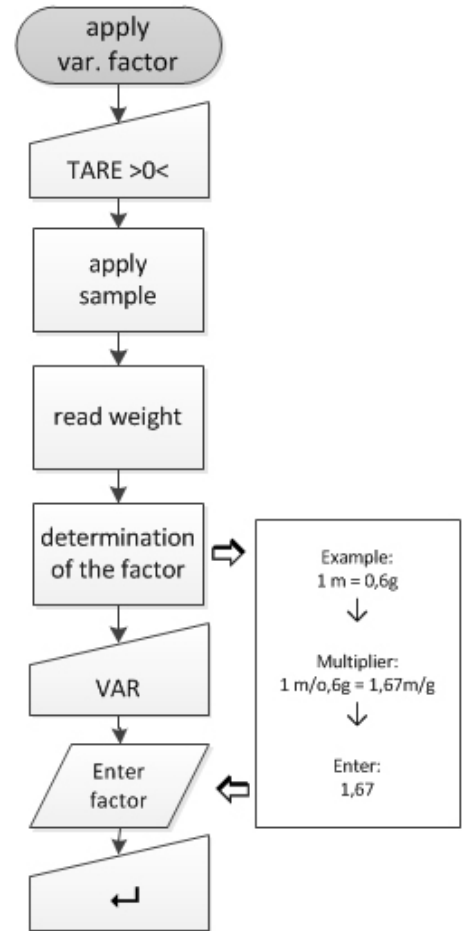 apply
var. factor
TARE >0<
apply
sample
read weight
determination
of the factor
Example:
1 m = 0,6g
Multiplier:
1 m/o,6g = 1,67m/g
Enter:
1,67
VAR
Enter
factor